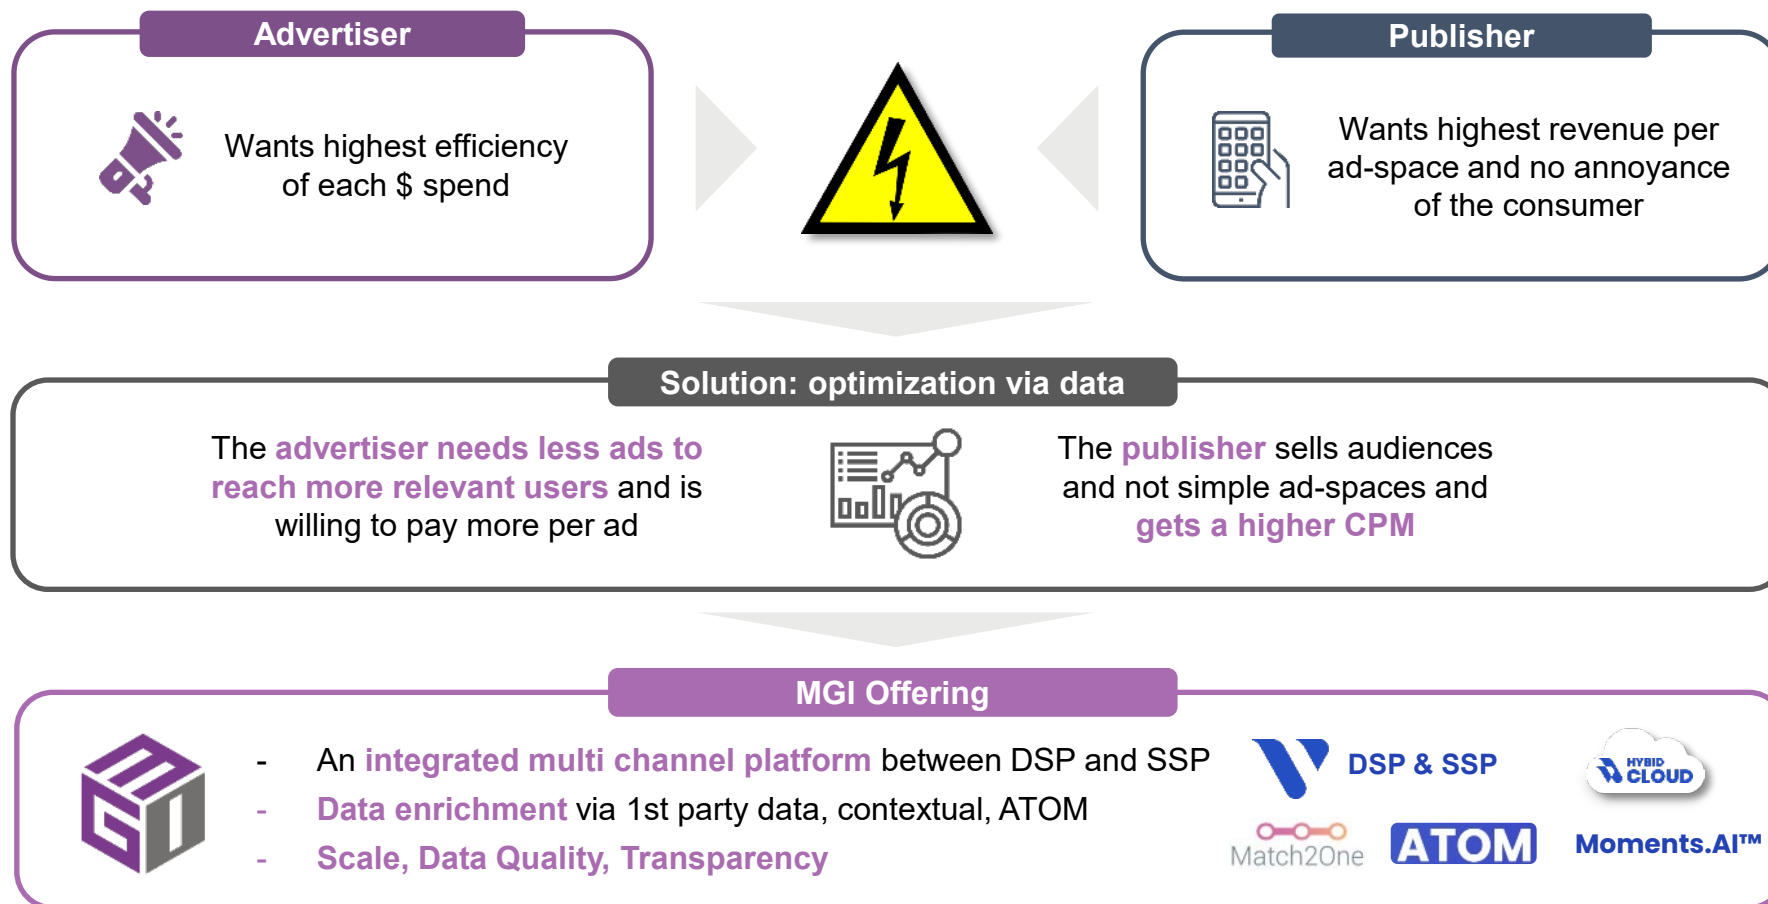 Advertiser
Wants highest efficiency
of each $ spend
Publisher
Wants highest revenue per
ad-space and no annoyance
of the consumer
Solution: optimization via data
The advertiser needs less ads to
reach more relevant users and is
willing to pay more per ad
The publisher sells audiences
and not simple ad-spaces and
gets a higher CPM
MGI Offering
MGI
- An integrated multi channel platform between DSP and SSP
- Data enrichment via 1st party data, contextual, ATOM
- Scale, Data Quality, Transparency
DSP & SSP
HYBID
CLOUD
Match2One
ATOM
Moments.AI™